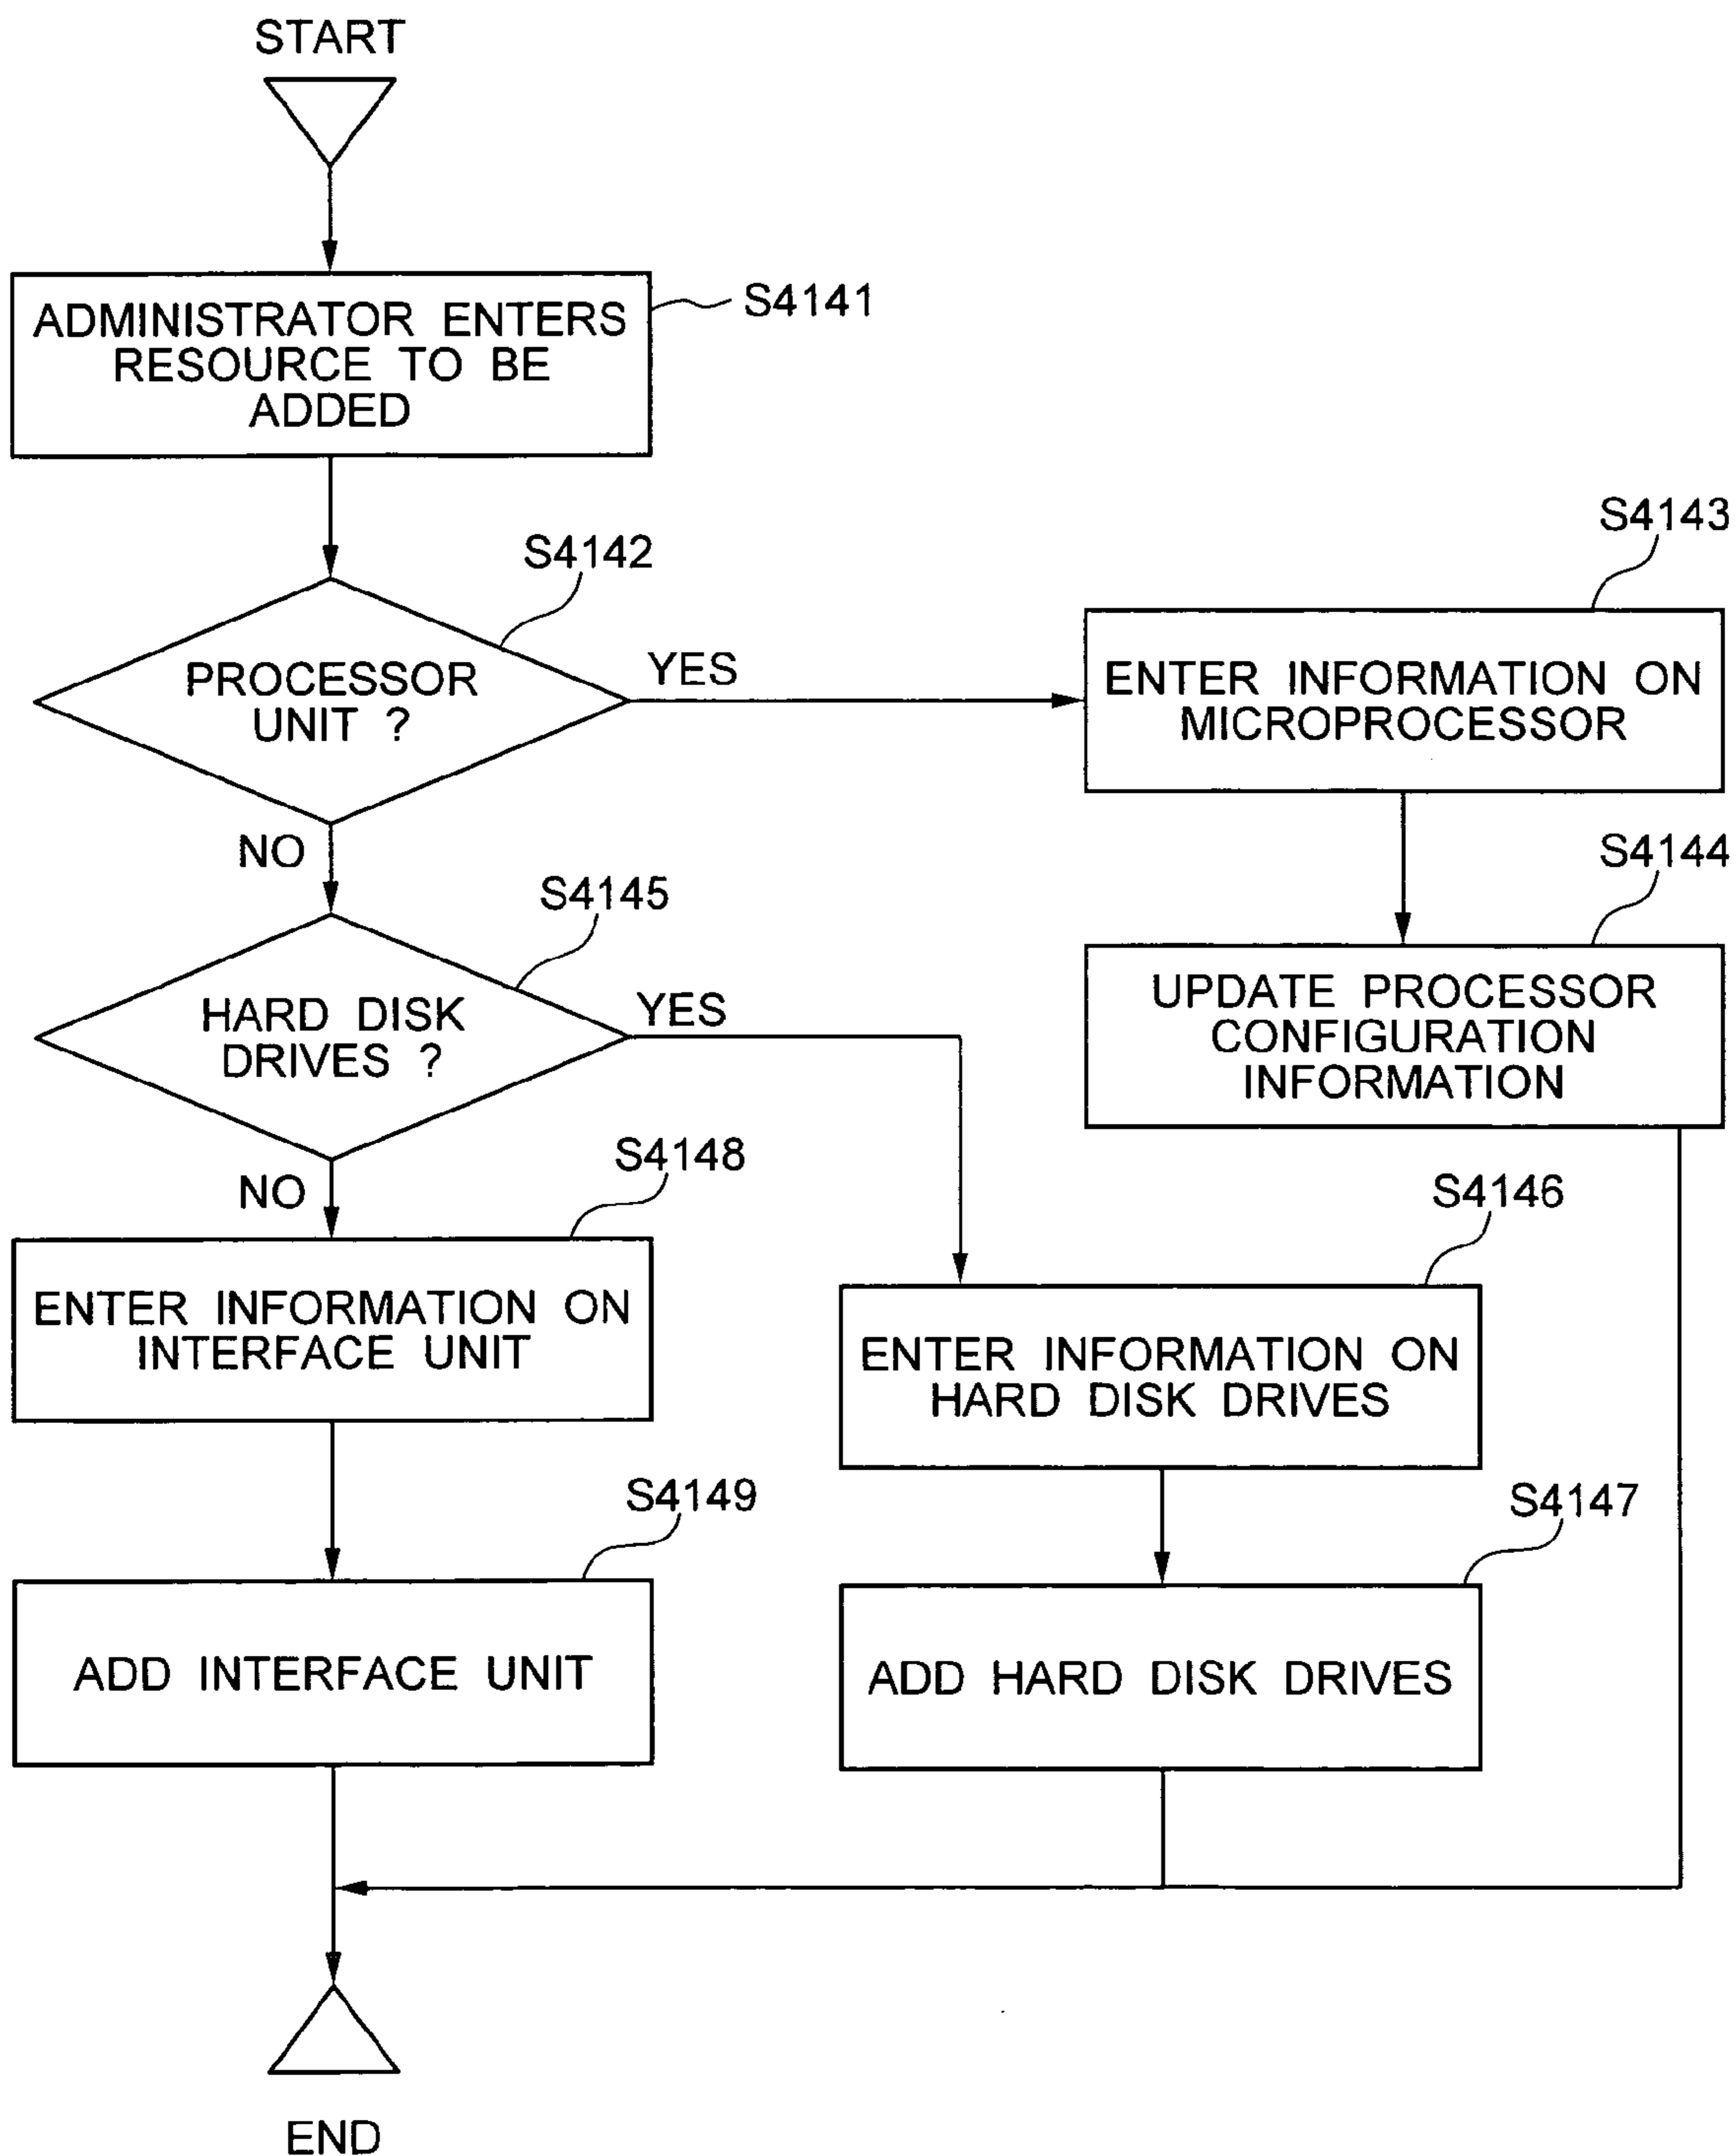 START
ADMINISTRATOR ENTERS
RESOURCE TO BE
ADDED
S4141
S4142
PROCESSOR
UNIT ?
YES
NO
S4143
ENTER INFORMATION ON
MICROPROCESSOR
S4144
UPDATE PROCESSOR
CONFIGURATION
INFORMATION
S4145
HARD DISK
DRIVES ?
YES
NO
S4146
ENTER INFORMATION ON
HARD DISK DRIVES
S4147
ADD HARD DISK DRIVES
S4148
ENTER INFORMATION ON
INTERFACE UNIT
S4149
ADD INTERFACE UNIT
END